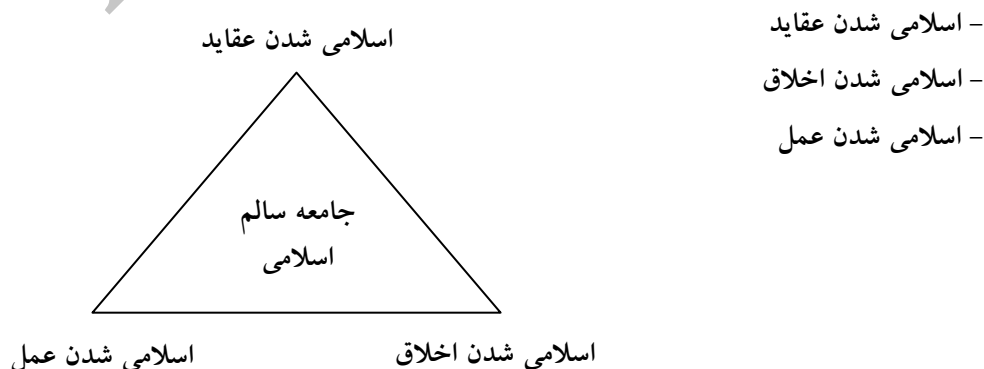 – اسلامی شدن عقاید
– اسلامی شدن اخلاق
– اسلامی شدن عمل
اسلامی شدن عقاید
جامعه سالم
اسلامی
اسلامی شدن اخلاق
اسلامی شدن عمل